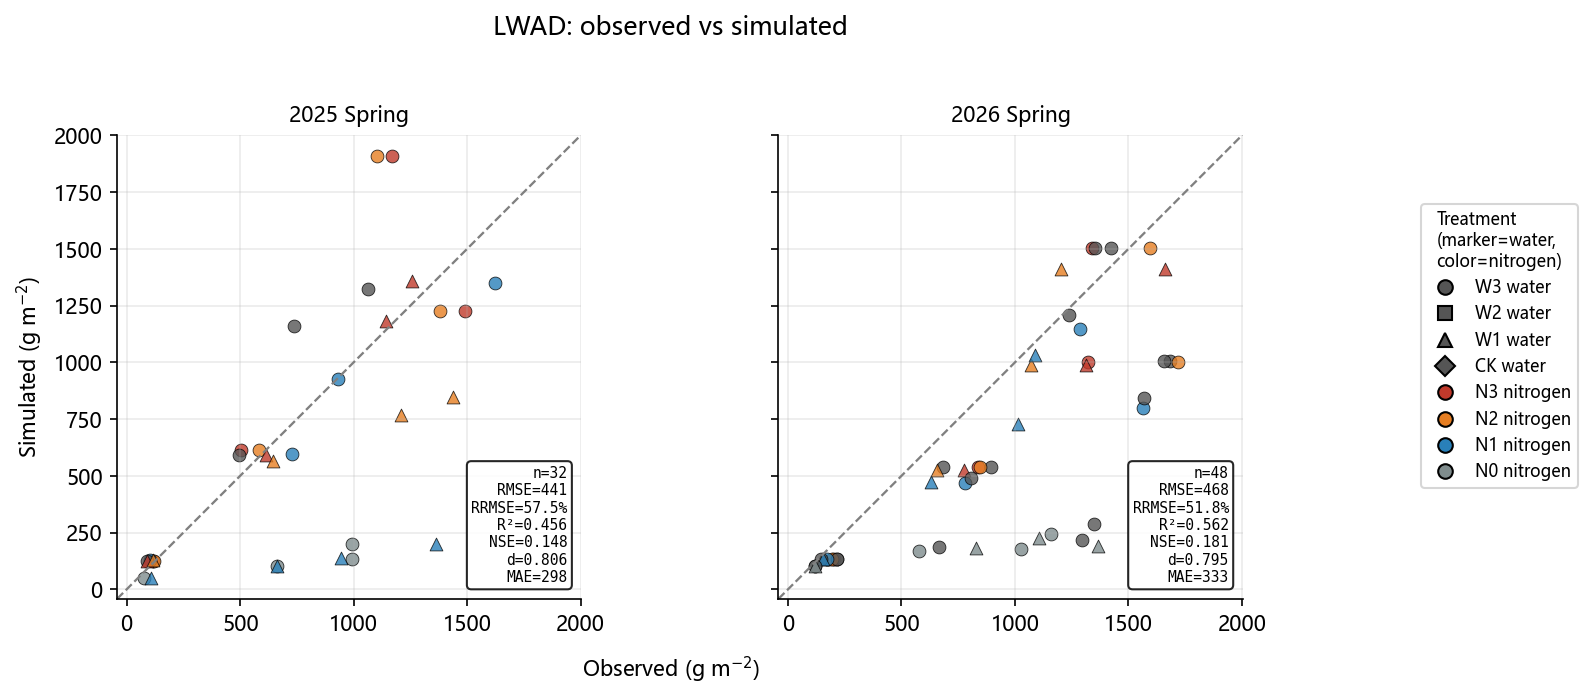 LWAD: observed vs simulated
2025 Spring
2026 Spring
2000
1750
1500
1250
1000
750
500
250
0
Simulated (g m⁻²)
n=32
RMSE=441
RRMSE=57.5%
R²=0.456
NSE=0.148
d=0.806
MAE=298
n=48
RMSE=468
RRMSE=51.8%
R²=0.562
NSE=0.181
d=0.795
MAE=333
0 500 1000 1500 2000
0 500 1000 1500 2000
Observed (g m⁻²)
Treatment
(marker=water,
color=nitrogen)
W3 water
W2 water
W1 water
CK water
N3 nitrogen
N2 nitrogen
N1 nitrogen
N0 nitrogen